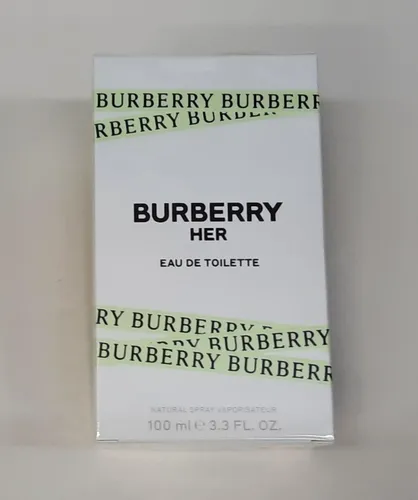 BURBERRY BURBERR
RBERRY BURBERRY
BURBERRY
HER
EAU DE TOILETTE
RY BURBERRY
RY BURBERRY
BURBERRY BURBERR
NATURAL SPRAY VAPORISATEUR
100 ml ℮ 3.3 FL. OZ.